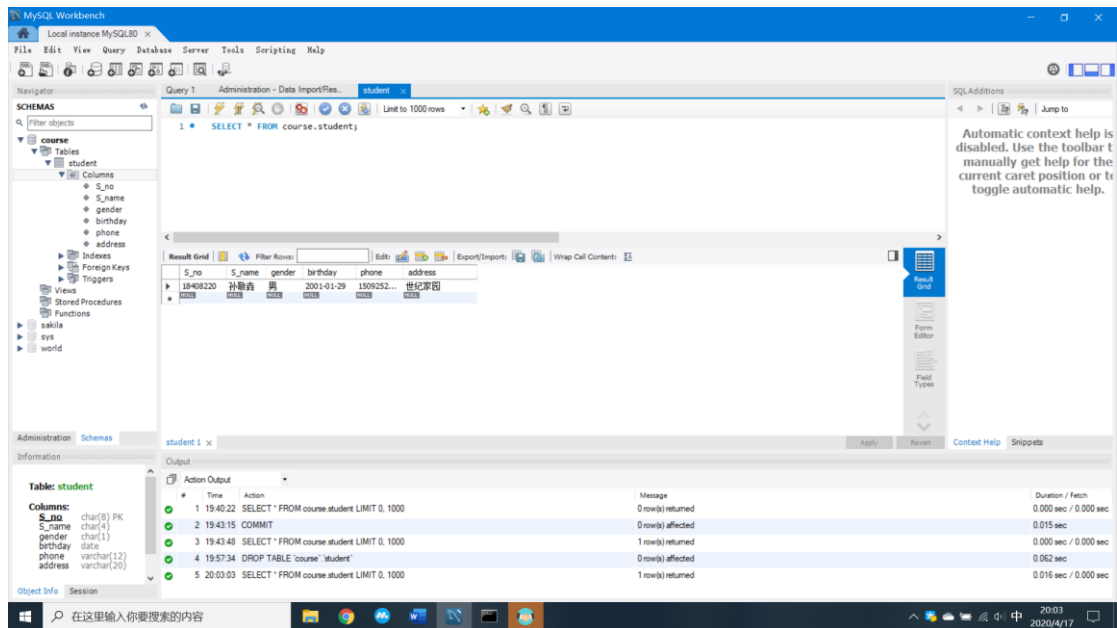 MySQL Workbench
Local instance MySQL80 ×
File Edit View Query Database Server Tools Scripting Help
Navigator
SCHEMAS
Filter objects
course
Tables
student
Columns
S_no
S_name
gender
birthday
phone
address
Indexes
Foreign Keys
Triggers
Views
Stored Procedures
Functions
sakila
sys
world
Administration Schemas
Information
Table: student
Columns:
S_no char(8) PK
S_name char(4)
gender char(1)
birthday date
phone varchar(12)
address varchar(20)
Object Info Session
Query 1 Administration - Data Import/Res... student ×
Limit to 1000 rows
1 SELECT * FROM course.student;
Result Grid Filter Rows: Edit: Export/Import: Wrap Cell Content:
S_no S_name gender birthday phone address
18408220 孙敬垚 男 2001-01-29 1509252... 世纪家园
NULL NULL NULL NULL NULL NULL
Result Grid
Form Editor
Field Types
student 1 ×
Apply Revert
Output
Action Output
# Time Action Message Duration / Fetch
1 19:40:22 SELECT * FROM course.student LIMIT 0, 1000 0 row(s) returned 0.000 sec / 0.000 sec
2 19:43:15 COMMIT 0 row(s) affected 0.015 sec
3 19:43:48 SELECT * FROM course.student LIMIT 0, 1000 1 row(s) returned 0.000 sec / 0.000 sec
4 19:57:34 DROP TABLE `course`.`student` 0 row(s) affected 0.062 sec
5 20:03:03 SELECT * FROM course.student LIMIT 0, 1000 1 row(s) returned 0.016 sec / 0.000 sec
SQLAdditions
Jump to
Automatic context help is
disabled. Use the toolbar t
manually get help for the
current caret position or to
toggle automatic help.
Context Help Snippets
在这里输入你要搜索的内容
中
20:03
2020/4/17